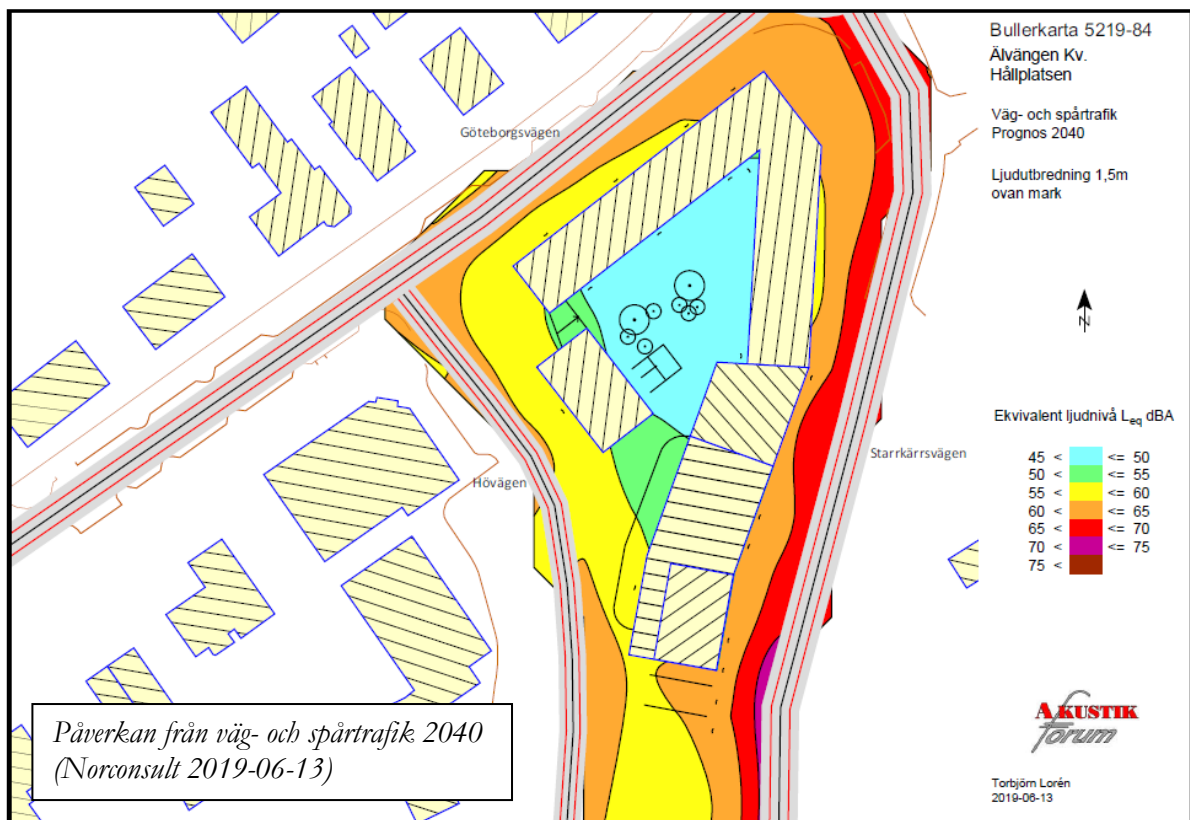 Bullerkarta 5219-84
Älvängen Kv.
Hållplatsen
Väg- och spårtrafik
Prognos 2040
Ljudutbredning 1,5m
ovan mark
Göteborgsvägen
N
Ekvivalent ljudnivå Leq dBA
45 < <= 50
50 < <= 55
55 < <= 60
60 < <= 65
65 < <= 70
70 < <= 75
75 <
Starrkärrsvägen
Hövägen
AKUSTIK
forum
Torbjörn Lorén
2019-06-13
Påverkan från väg- och spårtrafik 2040
(Norconsult 2019-06-13)